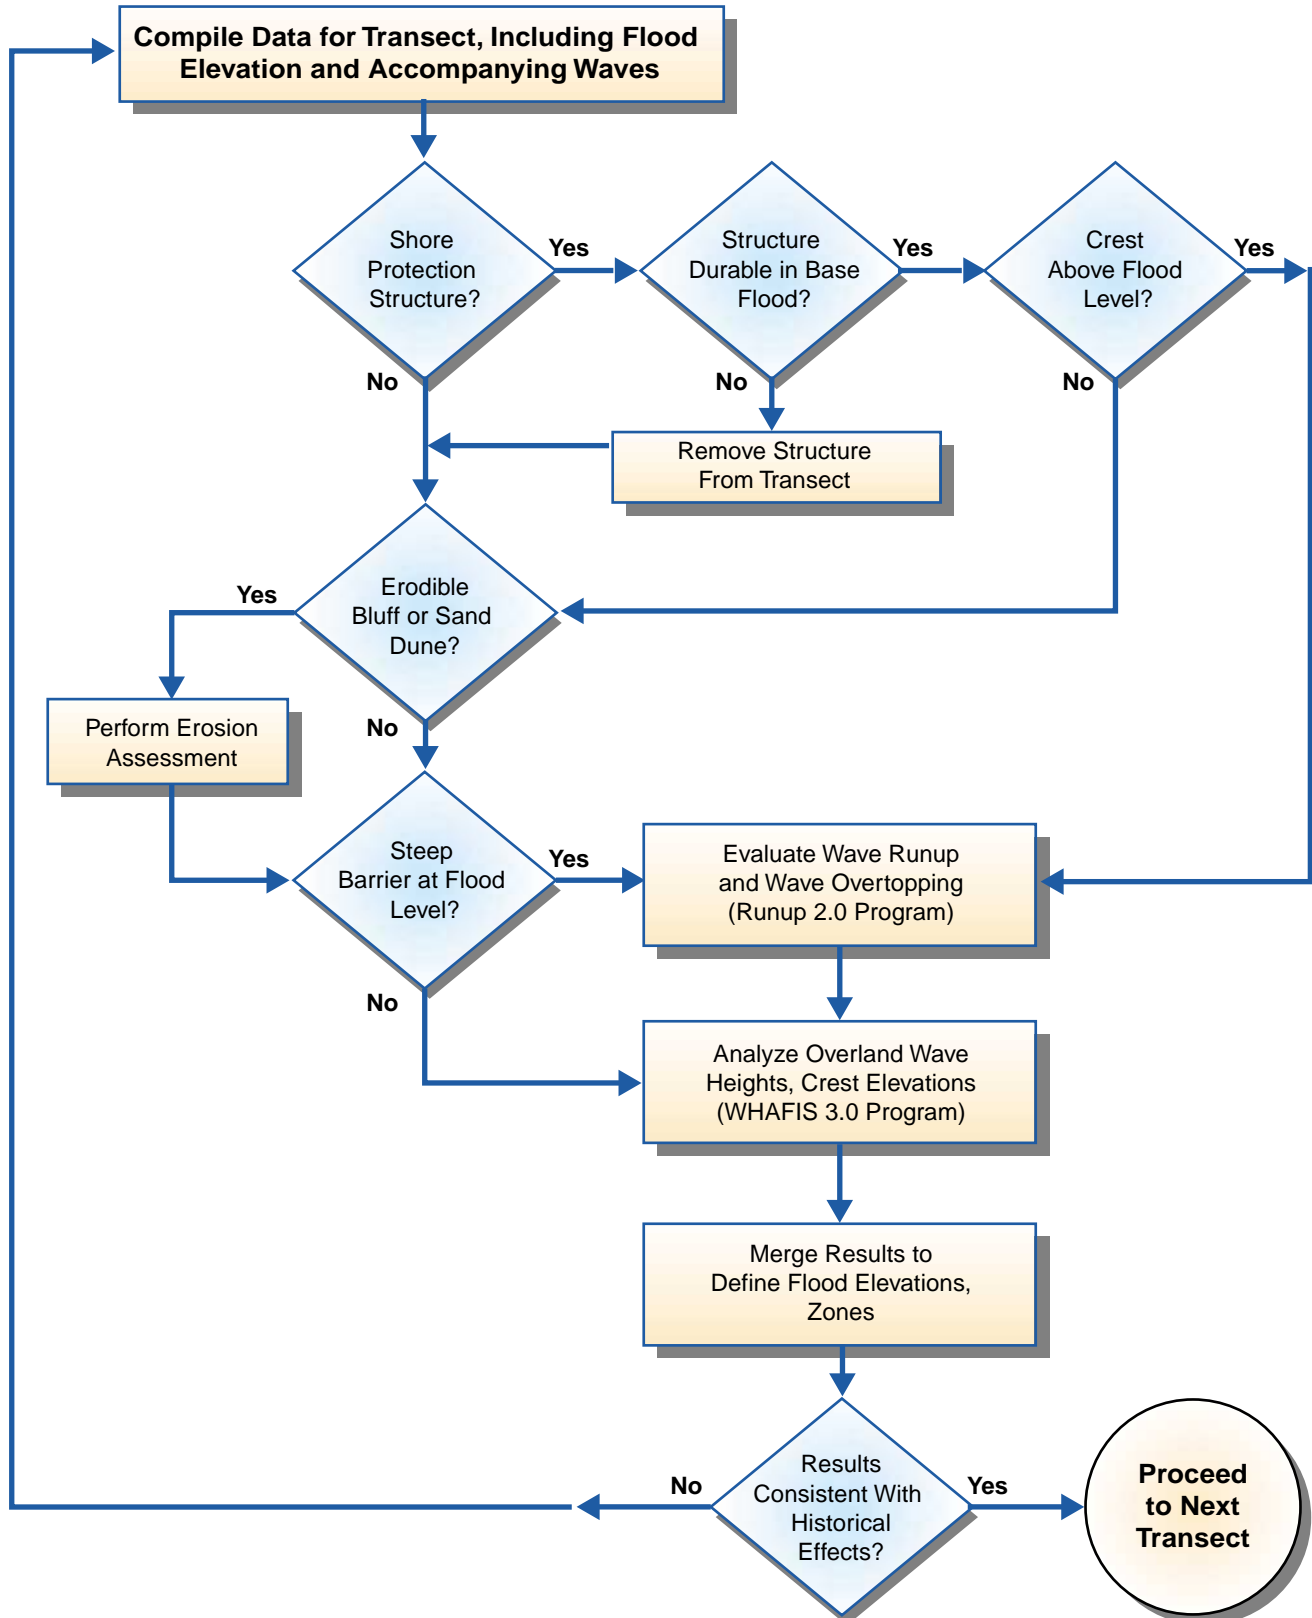 Compile Data for Transect, Including Flood
Elevation and Accompanying Waves
Shore
Protection
Structure?
Yes
No
Structure
Durable in Base
Flood?
Yes
No
Crest
Above Flood
Level?
Yes
No
Remove Structure
From Transect
Erodible
Bluff or Sand
Dune?
Yes
No
Perform Erosion
Assessment
Steep
Barrier at Flood
Level?
Yes
No
Evaluate Wave Runup
and Wave Overtopping
(Runup 2.0 Program)
Analyze Overland Wave
Heights, Crest Elevations
(WHAFIS 3.0 Program)
Merge Results to
Define Flood Elevations,
Zones
Results
Consistent With
Historical
Effects?
No
Yes
Proceed
to Next
Transect